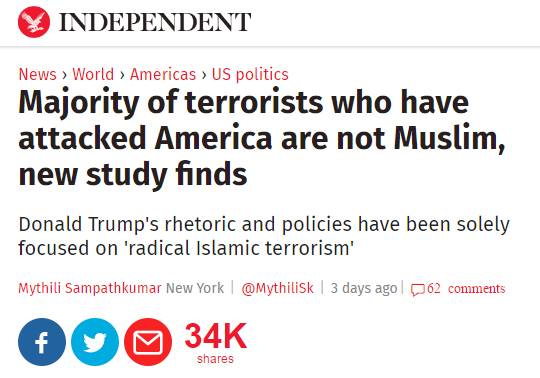 INDEPENDENT
News › World › Americas › US politics
Majority of terrorists who have
attacked America are not Muslim,
new study finds
Donald Trump's rhetoric and policies have been solely
focused on 'radical Islamic terrorism'
Mythili Sampathkumar New York | @MythiliSk | 3 days ago | 62 comments
34K
shares